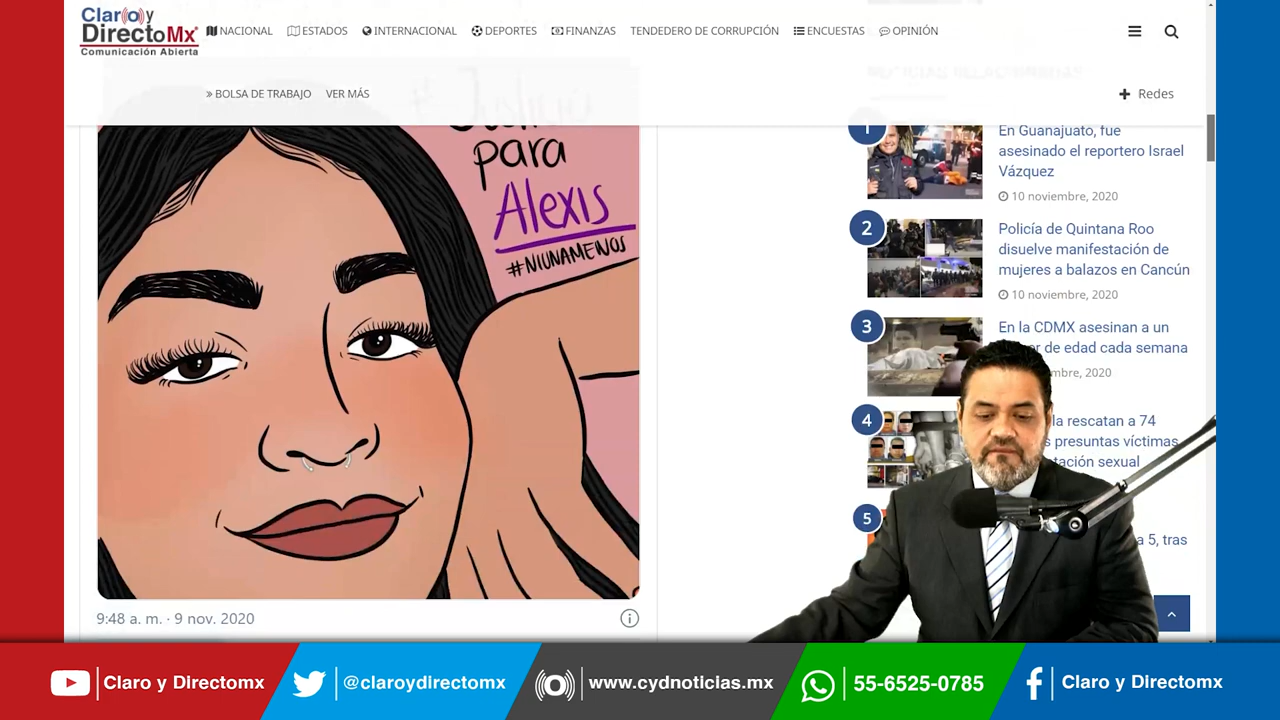 Claro y
DirectoMx
Comunicación Abierta
NACIONAL
ESTADOS
INTERNACIONAL
DEPORTES
FINANZAS
TENDEDERO DE CORRUPCIÓN
ENCUESTAS
OPINIÓN
» BOLSA DE TRABAJO
VER MÁS
+ Redes
para
Alexis
#NIUNAMENOS
9:48 a. m. · 9 nov. 2020
1
En Guanajuato, fue
asesinado el reportero Israel
Vázquez
10 noviembre, 2020
2
Policía de Quintana Roo
disuelve manifestación de
mujeres a balazos en Cancún
10 noviembre, 2020
3
En la CDMX asesinan a un
de edad cada semana
2020
4
rescatan a 74
presuntas víctimas
sexual
5
a 5, tras
Claro y Directomx
@claroydirectomx
www.cydnoticias.mx
55-6525-0785
Claro y Directomx